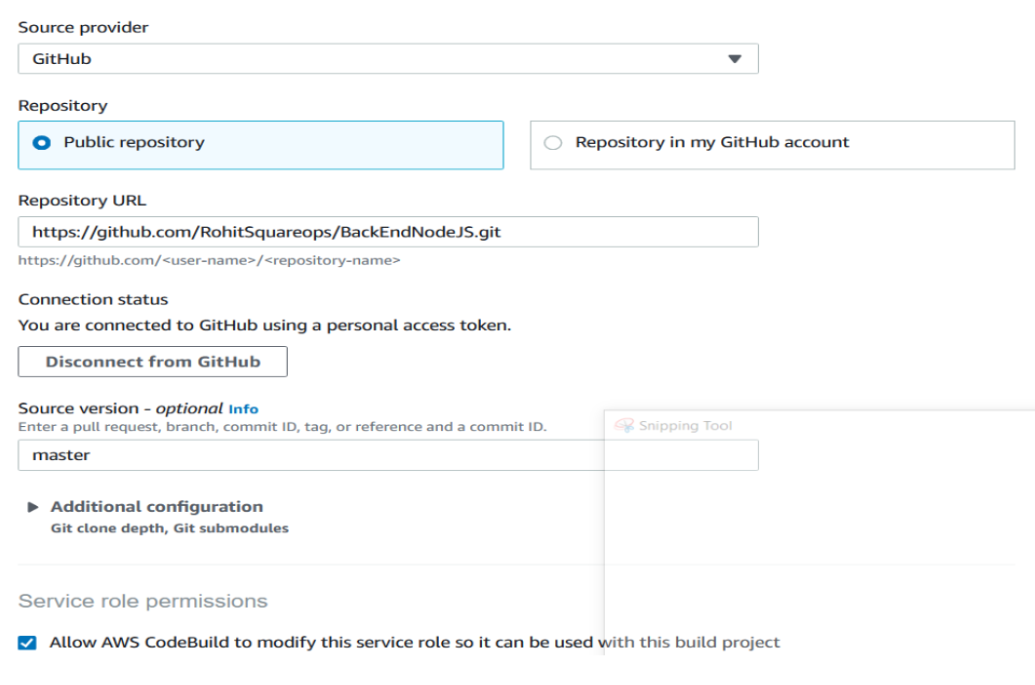 Source provider
GitHub
Repository
Public repository
Repository in my GitHub account
Repository URL
https://github.com/RohitSquareops/BackEndNodeJS.git
https://github.com/<user-name>/<repository-name>
Connection status
You are connected to GitHub using a personal access token.
Disconnect from GitHub
Source version - optional Info
Enter a pull request, branch, commit ID, tag, or reference and a commit ID.
Snipping Tool
master
Additional configuration
Git clone depth, Git submodules
Service role permissions
Allow AWS CodeBuild to modify this service role so it can be used with this build project